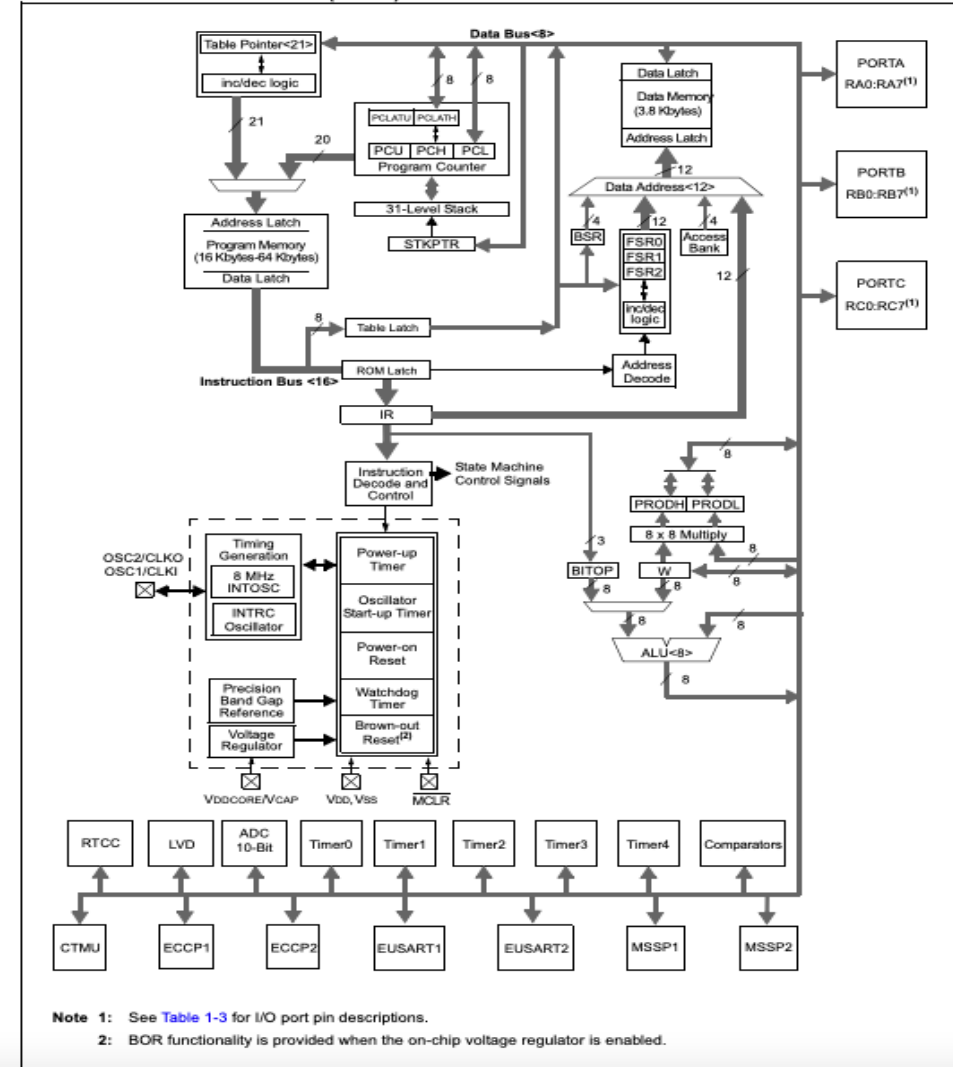 Data Bus<8>
Table Pointer<21>
inc/dec logic
21
20
8
8
PCLATU PCLATH
PCU PCH PCL
Program Counter
31-Level Stack
STKPTR
Data Latch
Data Memory
(3.8 Kbytes)
Address Latch
12
Data Address<12>
4
12
4
BSR
FSR0
FSR1
FSR2
inc/dec
logic
Access
Bank
12
PORTA
RA0:RA7(1)
PORTB
RB0:RB7(1)
PORTC
RC0:RC7(1)
Address Latch
Program Memory
(16 Kbytes-64 Kbytes)
Data Latch
8
Table Latch
Instruction Bus <16>
ROM Latch
Address
Decode
IR
Instruction
Decode and
Control
State Machine
Control Signals
8
PRODH PRODL
8 x 8 Multiply
3
8
BITOP
W
8
8
8
8
8
ALU<8>
8
OSC2/CLKO
OSC1/CLKI
Timing
Generation
8 MHz
INTOSC
INTRC
Oscillator
Power-up
Timer
Oscillator
Start-up Timer
Power-on
Reset
Watchdog
Timer
Brown-out
Reset(2)
Precision
Band Gap
Reference
Voltage
Regulator
VDDCORE/VCAP
VDD, VSS
MCLR
RTCC
LVD
ADC
10-Bit
Timer0
Timer1
Timer2
Timer3
Timer4
Comparators
CTMU
ECCP1
ECCP2
EUSART1
EUSART2
MSSP1
MSSP2
Note 1: See Table 1-3 for I/O port pin descriptions.
2: BOR functionality is provided when the on-chip voltage regulator is enabled.